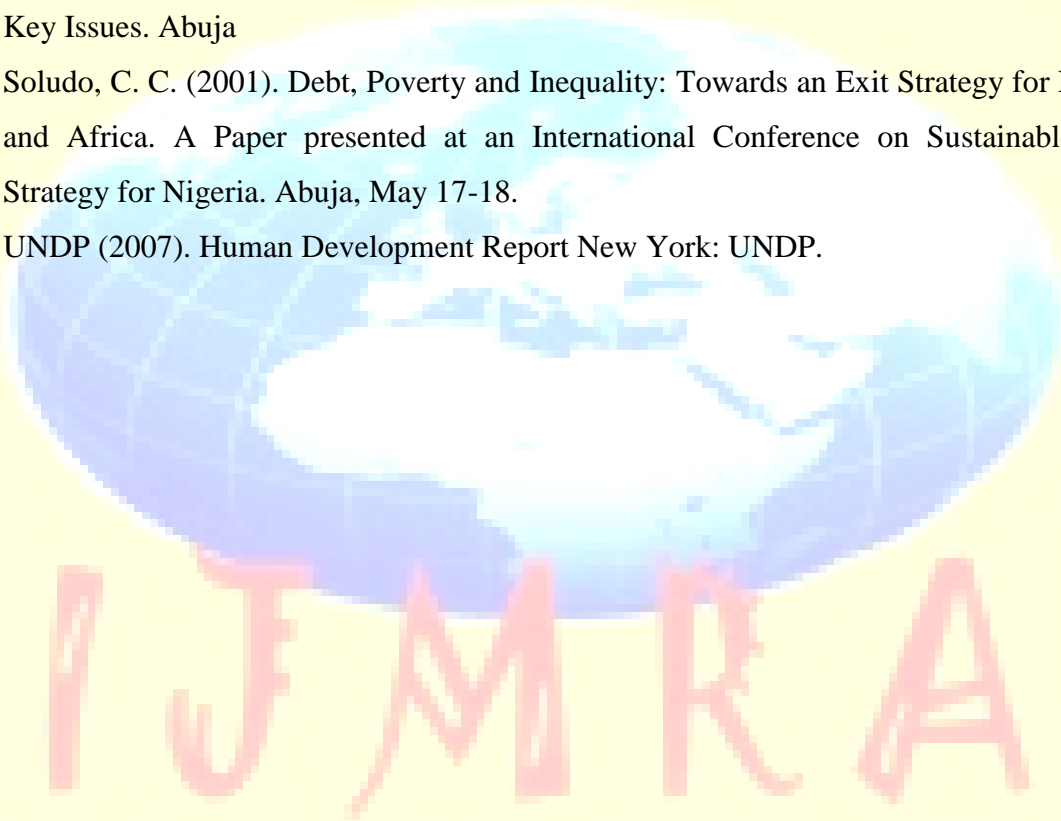 Key Issues. Abuja
Soludo, C. C. (2001). Debt, Poverty and Inequality: Towards an Exit Strategy for
and Africa. A Paper presented at an International Conference on Sustainabl
Strategy for Nigeria. Abuja, May 17-18.
UNDP (2007). Human Development Report New York: UNDP.
IJMRA